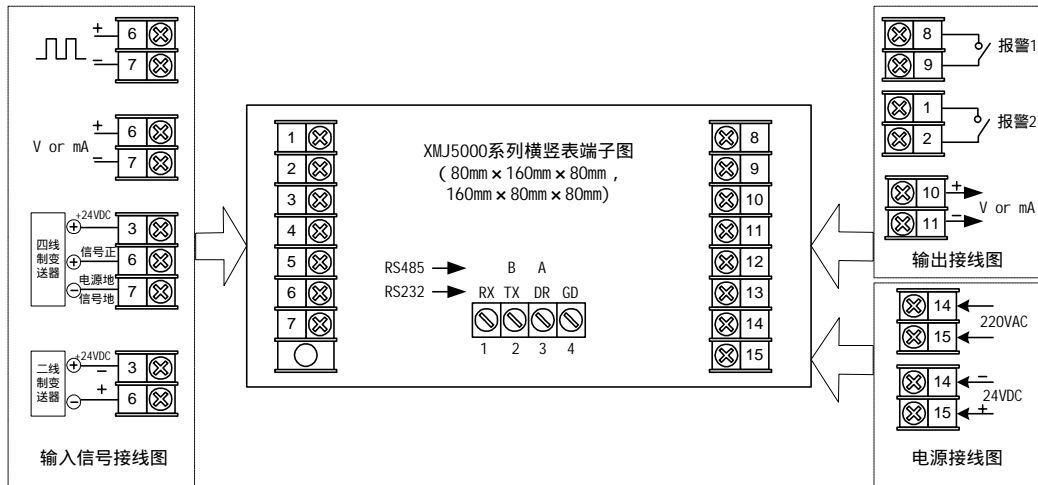 +
6
−
7
+
6
V or mA
−
7
四线
制变
送器
+24VDC
3
信号正
6
电源地
7
信号地
二线
制变
送器
+24VDC
−
3
+
6
输入信号接线图
XMJ5000系列横竖表端子图
(80mm×160mm×80mm,
160mm×80mm×80mm)
1
2
3
4
5
6
7
8
9
10
11
12
13
14
15
RS485 B A
RS232 RX TX DR GD
1 2 3 4
8
报警1
9
1
报警2
2
10 +
V or mA
11 −
输出接线图
14
220VAC
15
14 −
24VDC
15 +
电源接线图